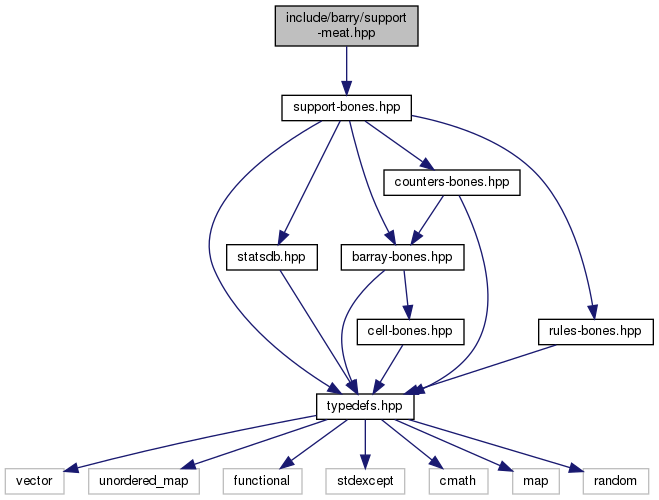 include/barry/support
-meat.hpp
support-bones.hpp
counters-bones.hpp
statsdb.hpp
barray-bones.hpp
cell-bones.hpp
rules-bones.hpp
typedefs.hpp
vector
unordered_map
functional
stdexcept
cmath
map
random